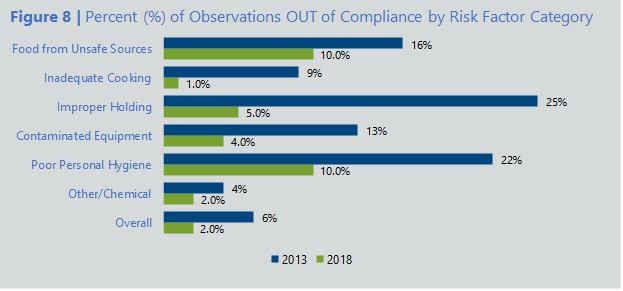 Figure 8 | Percent (%) of Observations OUT of Compliance by Risk Factor Category
Food from Unsafe Sources
16%
10.0%
Inadequate Cooking
9%
1.0%
Improper Holding
25%
5.0%
Contaminated Equipment
13%
4.0%
Poor Personal Hygiene
22%
10.0%
Other/Chemical
4%
2.0%
Overall
6%
2.0%
2013 2018